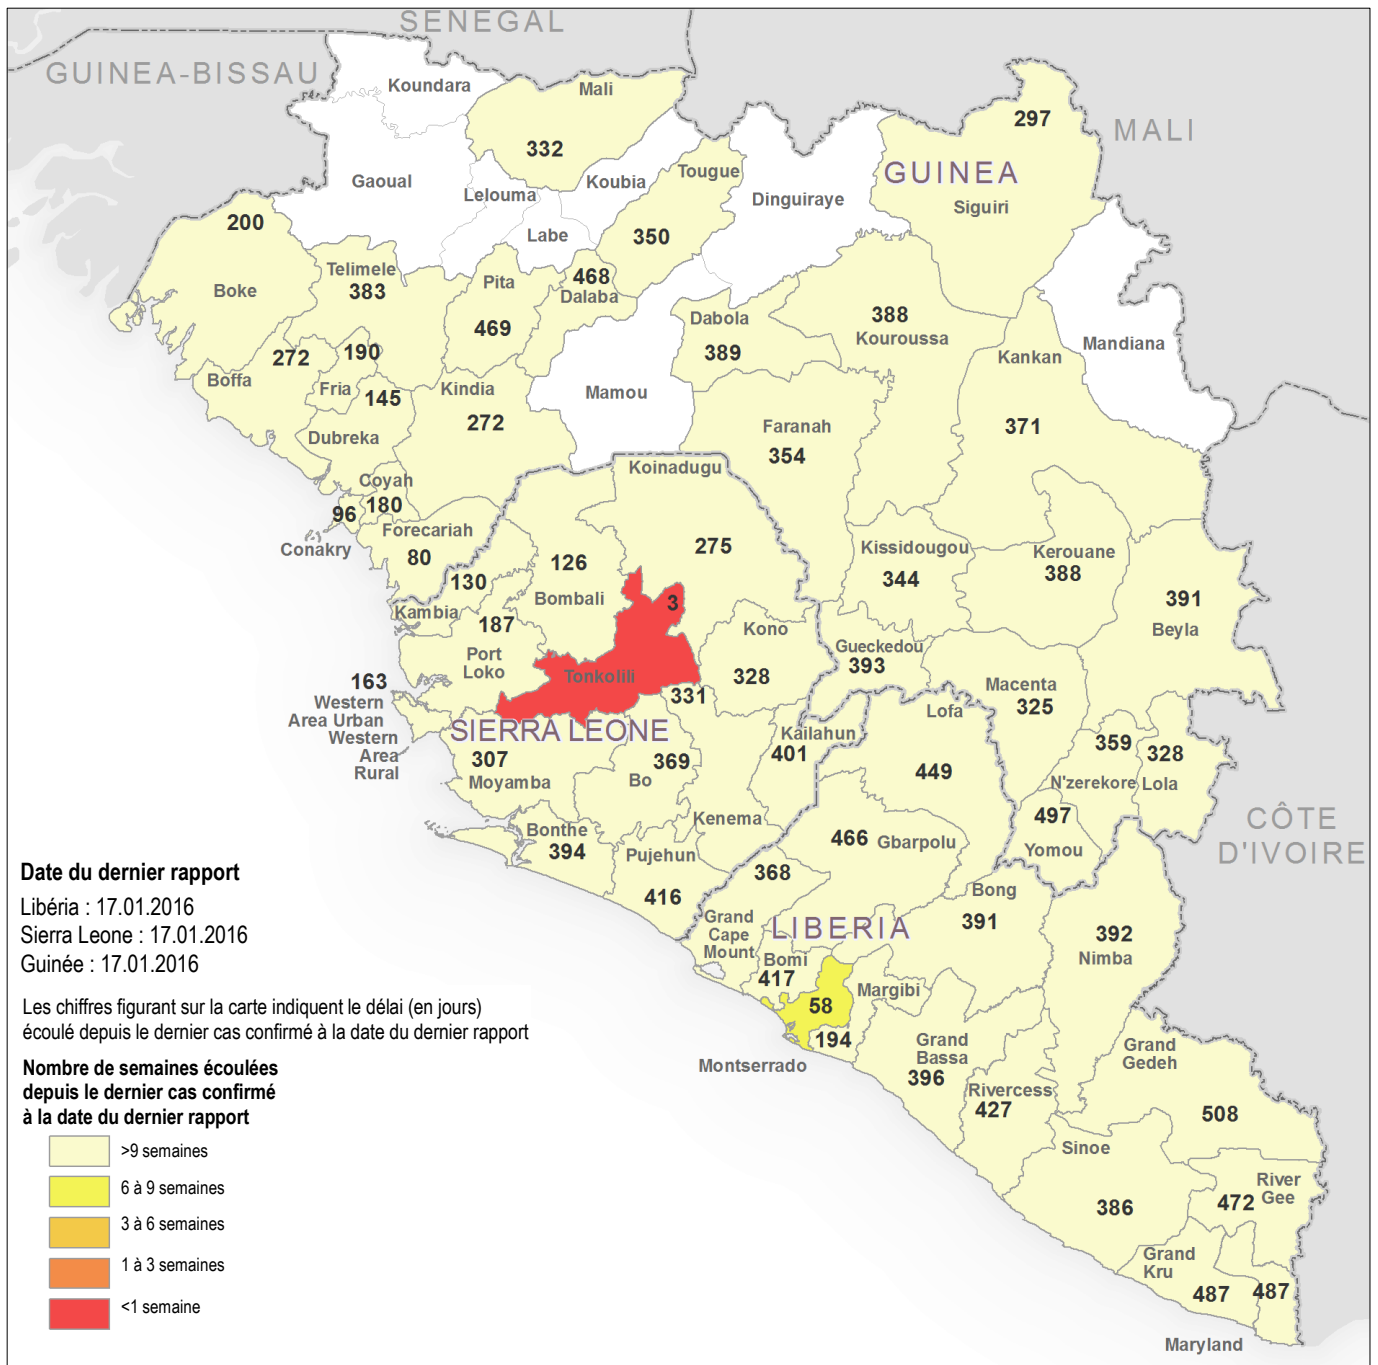 SENEGAL
GUINEA-BISSAU
Koundara
Mali
297
MALI
332
Tougue
GUINEA
Gaoual
Lelouma
Koubia
Dinguiraye
Siguiri
200
Labe
350
Telimele
383
Pita
468
Dalaba
Boke
Dabola
388
Kouroussa
469
389
Mandiana
272
190
Kankan
Boffa
Fria
145
Kindia
Mamou
272
Faranah
371
Dubreka
354
Koinadugu
Coyah
180
96
Forecariah
Conakry
80
275
Kissidougou
344
Kerouane
388
126
130
Bombali
391
Beyla
Kambia
3
187
Kono
Port
Loko
Gueckedou
393
Tonkolili
328
163
331
Macenta
325
Western
Area Urban
Western
Area
Rural
SIERRA LEONE
Lofa
Kailahun
401
307
Moyamba
369
Bo
359
328
449
N'zerekore
Lola
Kenema
497
Yomou
CÔTE
D'IVOIRE
Bonthe
394
466
Gbarpolu
Pujehun
368
416
Bong
391
Grand
Cape
Mount
LIBERIA
392
Nimba
Bomi
417
Margibi
58
194
Montserrado
Grand
Bassa
396
Grand
Gedeh
Rivercess
427
508
Sinoe
River
Gee
472
386
Grand
Kru
487
487
Maryland
Date du dernier rapport
Libéria : 17.01.2016
Sierra Leone : 17.01.2016
Guinée : 17.01.2016
Les chiffres figurant sur la carte indiquent le délai (en jours)
écoulé depuis le dernier cas confirmé à la date du dernier rapport
Nombre de semaines écoulées
depuis le dernier cas confirmé
à la date du dernier rapport
>9 semaines
6 à 9 semaines
3 à 6 semaines
1 à 3 semaines
<1 semaine